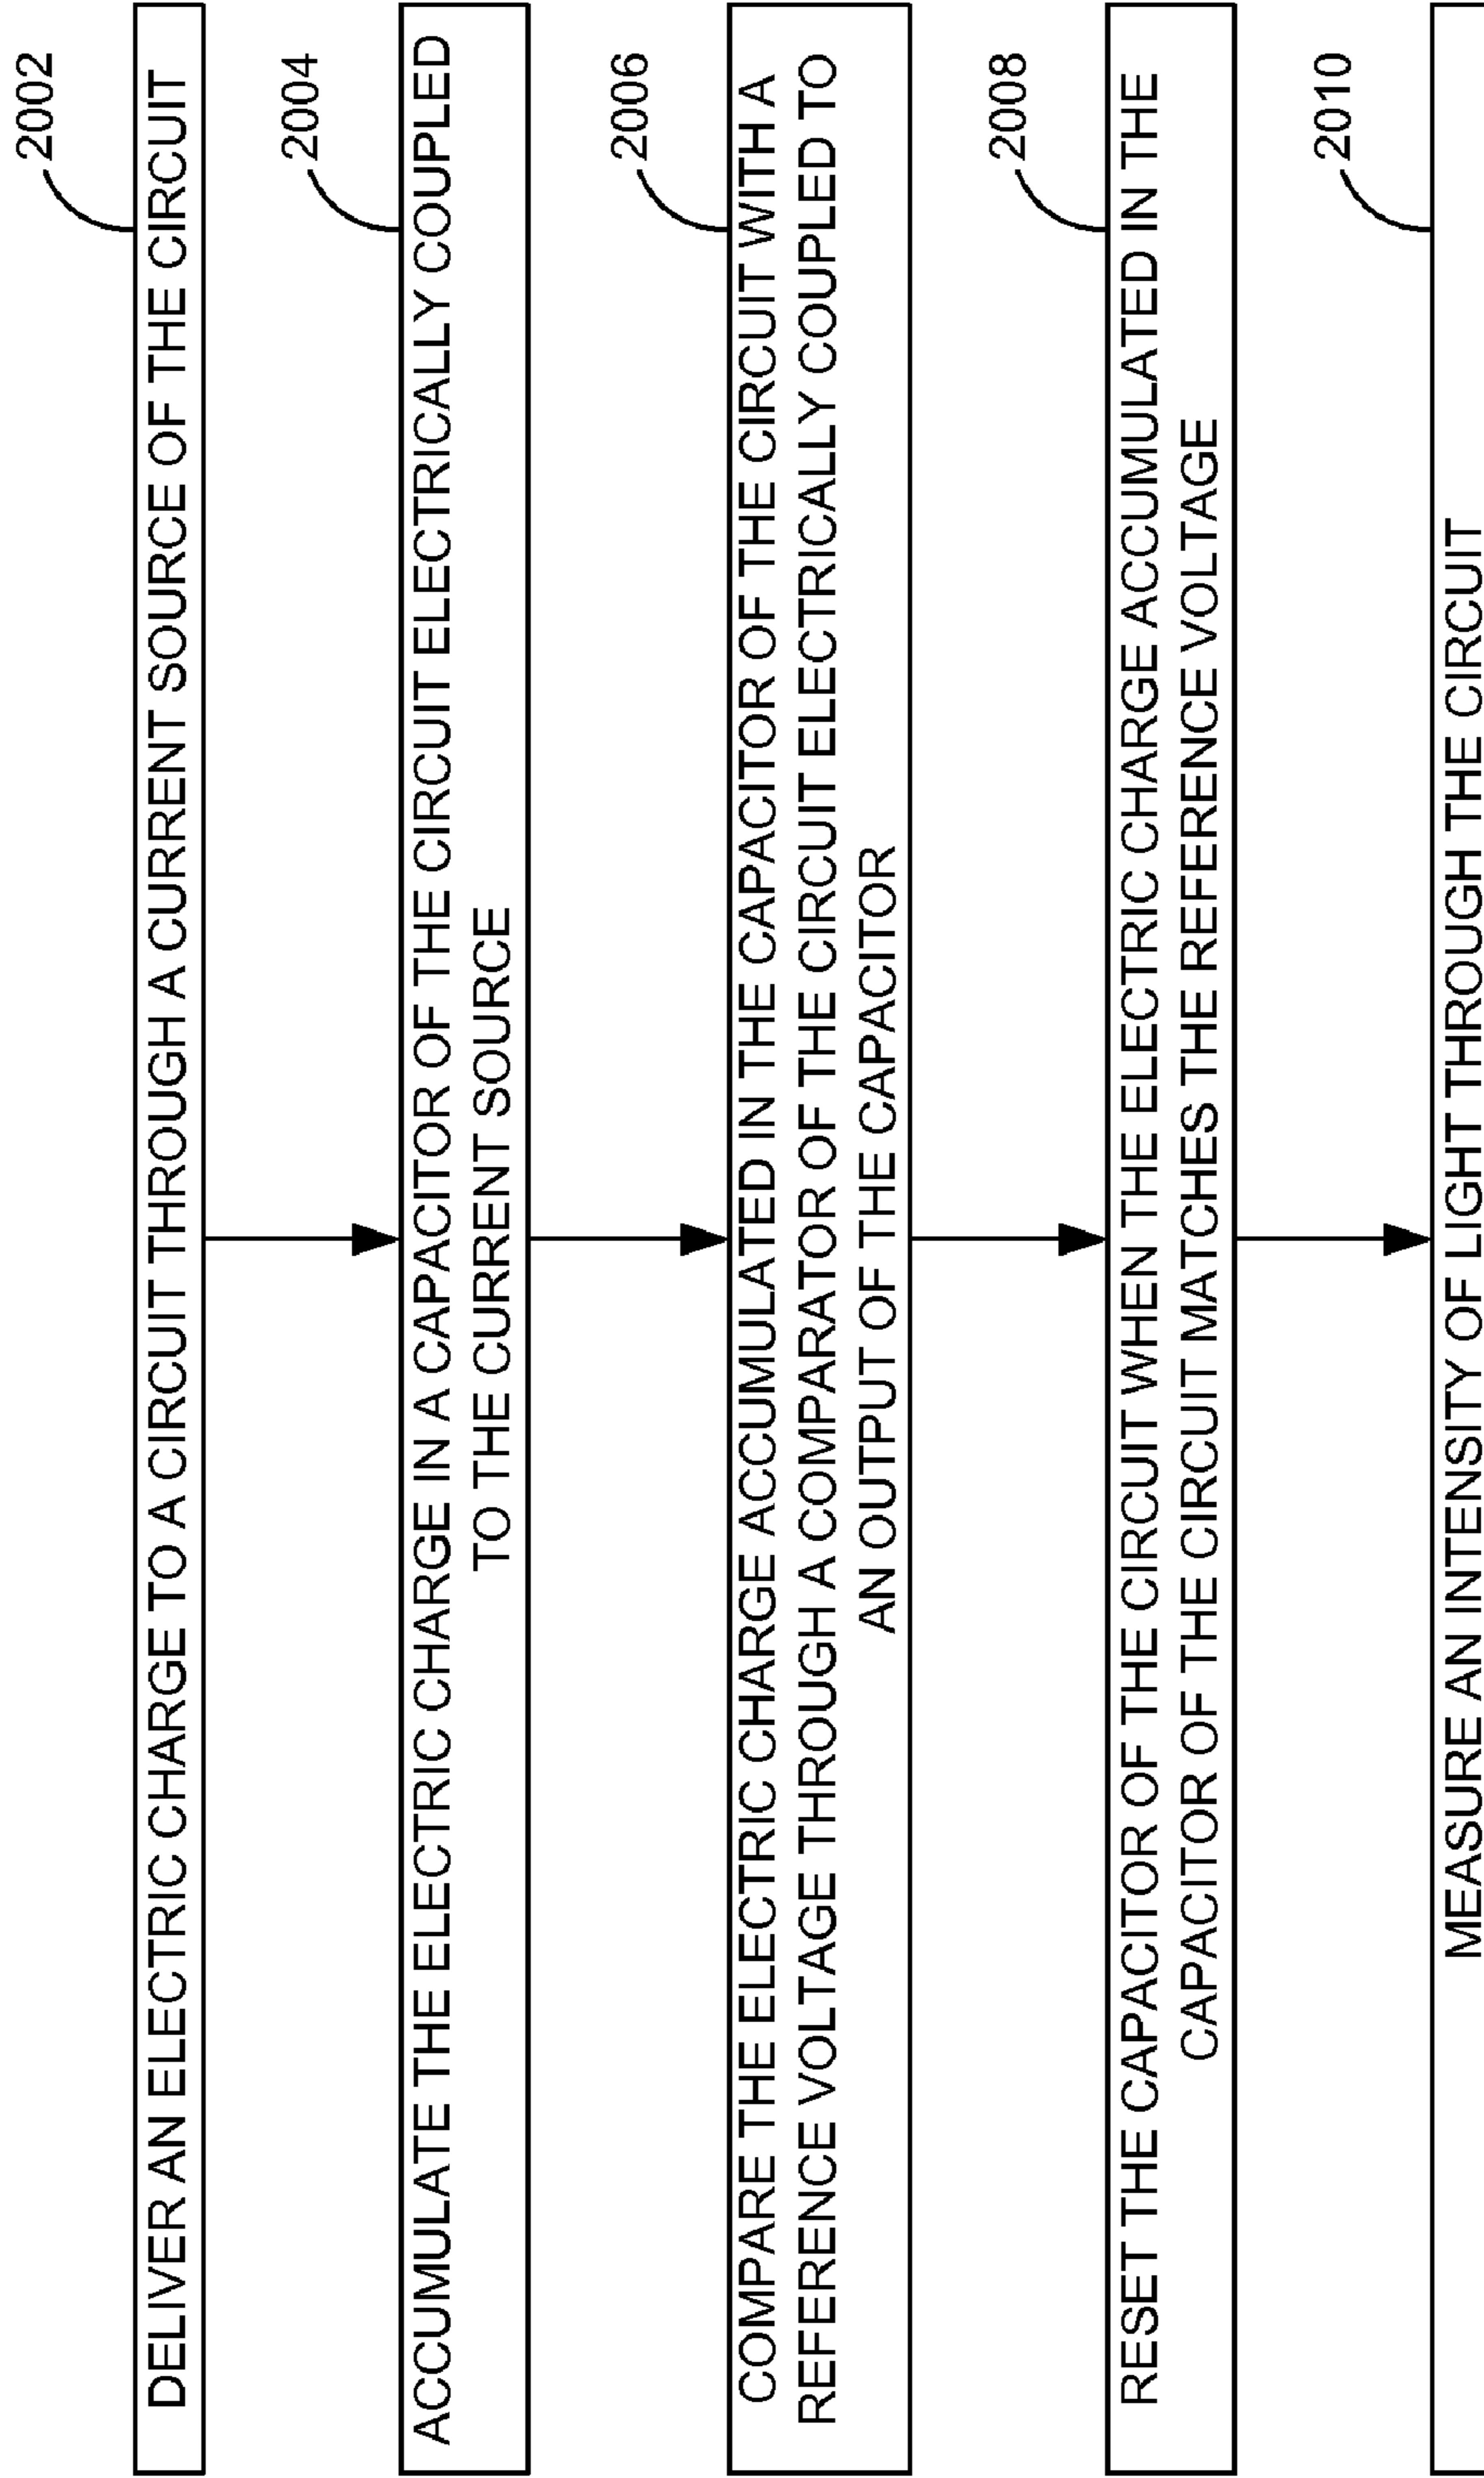 2002
DELIVER AN ELECTRIC CHARGE TO A CIRCUIT THROUGH A CURRENT SOURCE OF THE CIRCUIT
2004
ACCUMULATE THE ELECTRIC CHARGE IN A CAPACITOR OF THE CIRCUIT ELECTRICALLY COUPLED
TO THE CURRENT SOURCE
2006
COMPARE THE ELECTRIC CHARGE ACCUMULATED IN THE CAPACITOR OF THE CIRCUIT WITH A
REFERENCE VOLTAGE THROUGH A COMPARATOR OF THE CIRCUIT ELECTRICALLY COUPLED TO
AN OUTPUT OF THE CAPACITOR
2008
RESET THE CAPACITOR OF THE CIRCUIT WHEN THE ELECTRIC CHARGE ACCUMULATED IN THE
CAPACITOR OF THE CIRCUIT MATCHES THE REFERENCE VOLTAGE
2010
MEASURE AN INTENSITY OF LIGHT THROUGH THE CIRCUIT